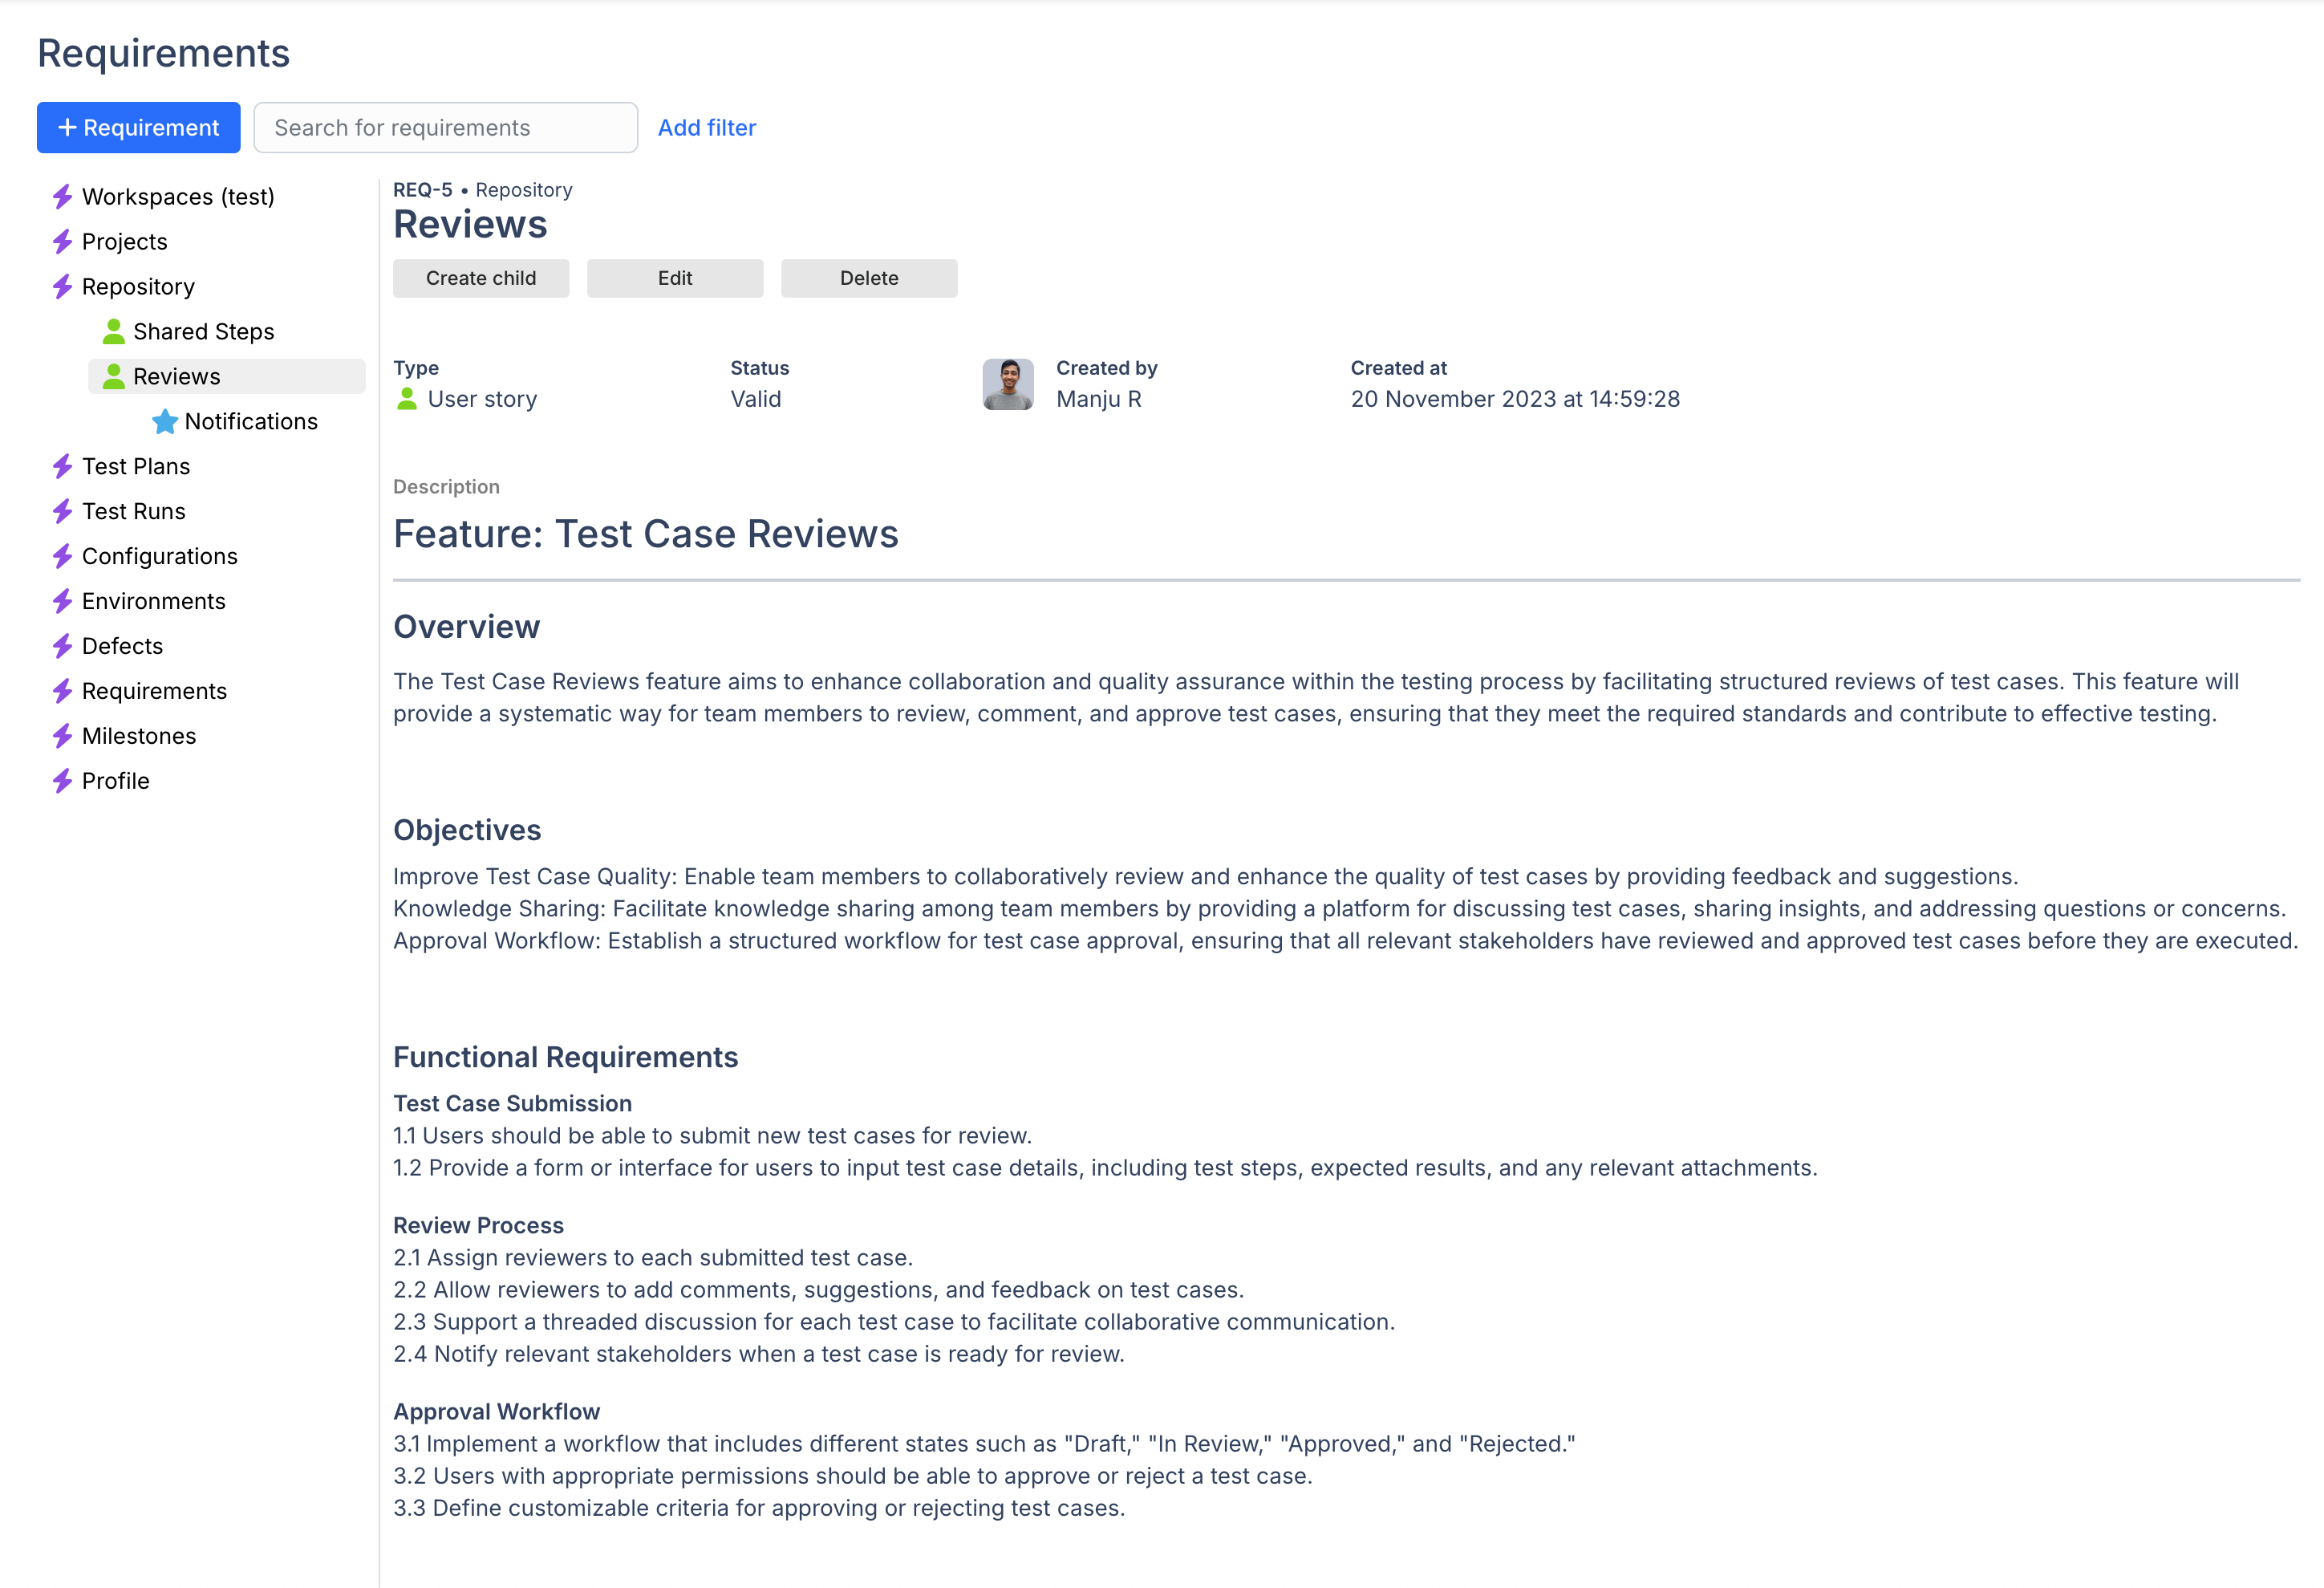 Requirements
+ Requirement
Search for requirements
Add filter
Workspaces (test)
Projects
Repository
Shared Steps
Reviews
Notifications
Test Plans
Test Runs
Configurations
Environments
Defects
Requirements
Milestones
Profile
REQ-5 • Repository
Reviews
Create child
Edit
Delete
Type
User story
Status
Valid
Created by
Manju R
Created at
20 November 2023 at 14:59:28
Description
Feature: Test Case Reviews
Overview
The Test Case Reviews feature aims to enhance collaboration and quality assurance within the testing process by facilitating structured reviews of test cases. This feature will
provide a systematic way for team members to review, comment, and approve test cases, ensuring that they meet the required standards and contribute to effective testing.
Objectives
Improve Test Case Quality: Enable team members to collaboratively review and enhance the quality of test cases by providing feedback and suggestions.
Knowledge Sharing: Facilitate knowledge sharing among team members by providing a platform for discussing test cases, sharing insights, and addressing questions or concerns.
Approval Workflow: Establish a structured workflow for test case approval, ensuring that all relevant stakeholders have reviewed and approved test cases before they are executed.
Functional Requirements
Test Case Submission
1.1 Users should be able to submit new test cases for review.
1.2 Provide a form or interface for users to input test case details, including test steps, expected results, and any relevant attachments.
Review Process
2.1 Assign reviewers to each submitted test case.
2.2 Allow reviewers to add comments, suggestions, and feedback on test cases.
2.3 Support a threaded discussion for each test case to facilitate collaborative communication.
2.4 Notify relevant stakeholders when a test case is ready for review.
Approval Workflow
3.1 Implement a workflow that includes different states such as "Draft," "In Review," "Approved," and "Rejected."
3.2 Users with appropriate permissions should be able to approve or reject a test case.
3.3 Define customizable criteria for approving or rejecting test cases.